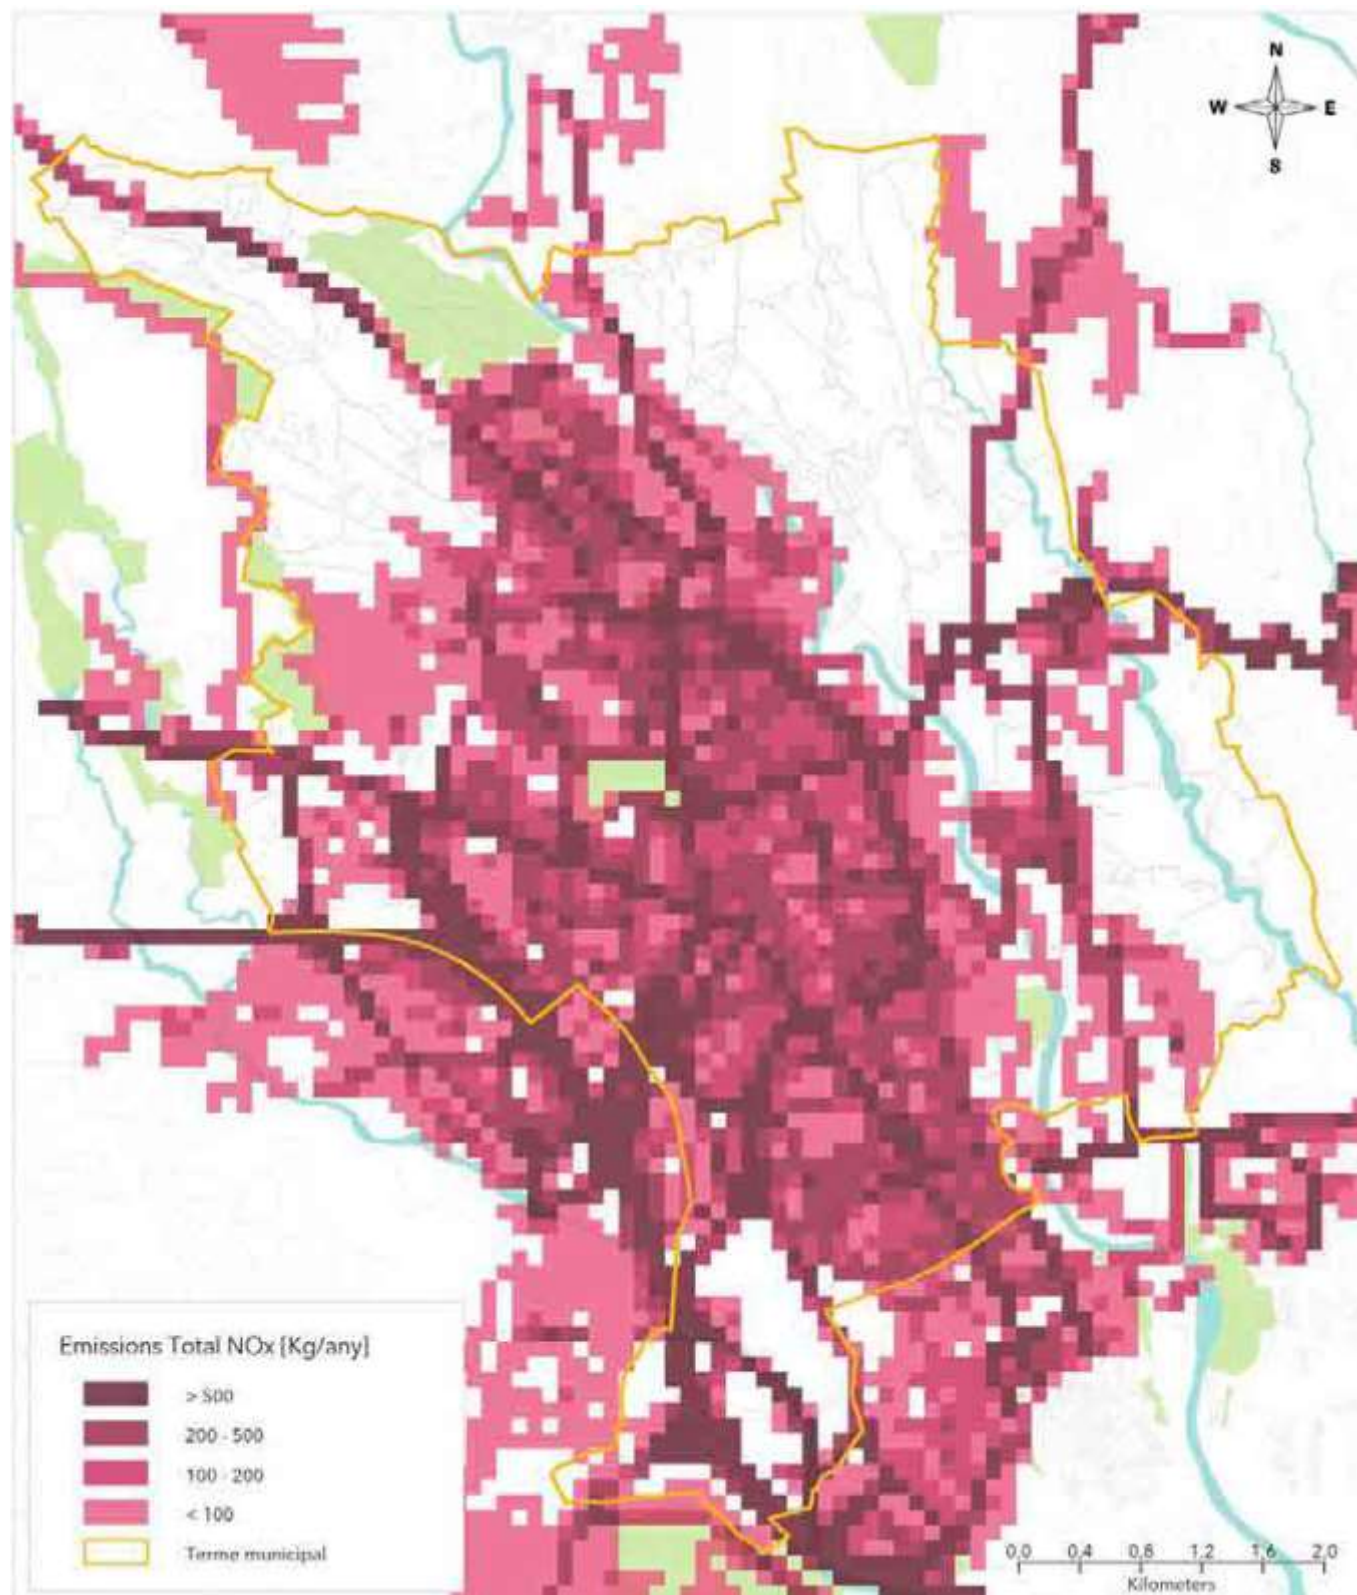 N
W E
S
Emissions Total NOx [Kg/any]
> 500
200 - 500
100 - 200
< 100
Terme municipal
0,0 0,4 0,8 1,2 1,6 2,0
Kilometers